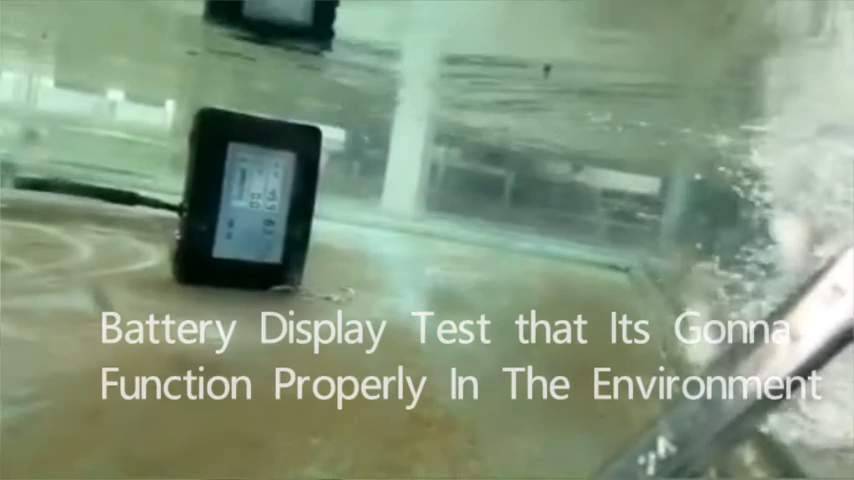 Battery Display Test that Its Gonna
Function Properly In The Environment